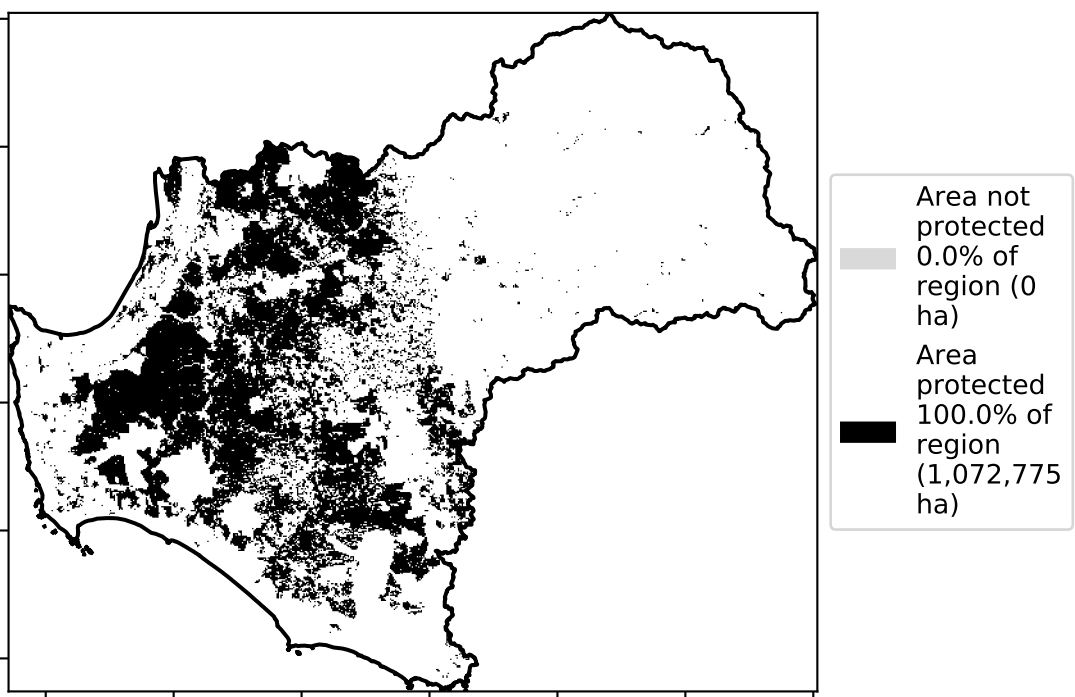 Area not
protected
0.0% of
region (0
ha)
Area
protected
100.0% of
region
(1,072,775
ha)